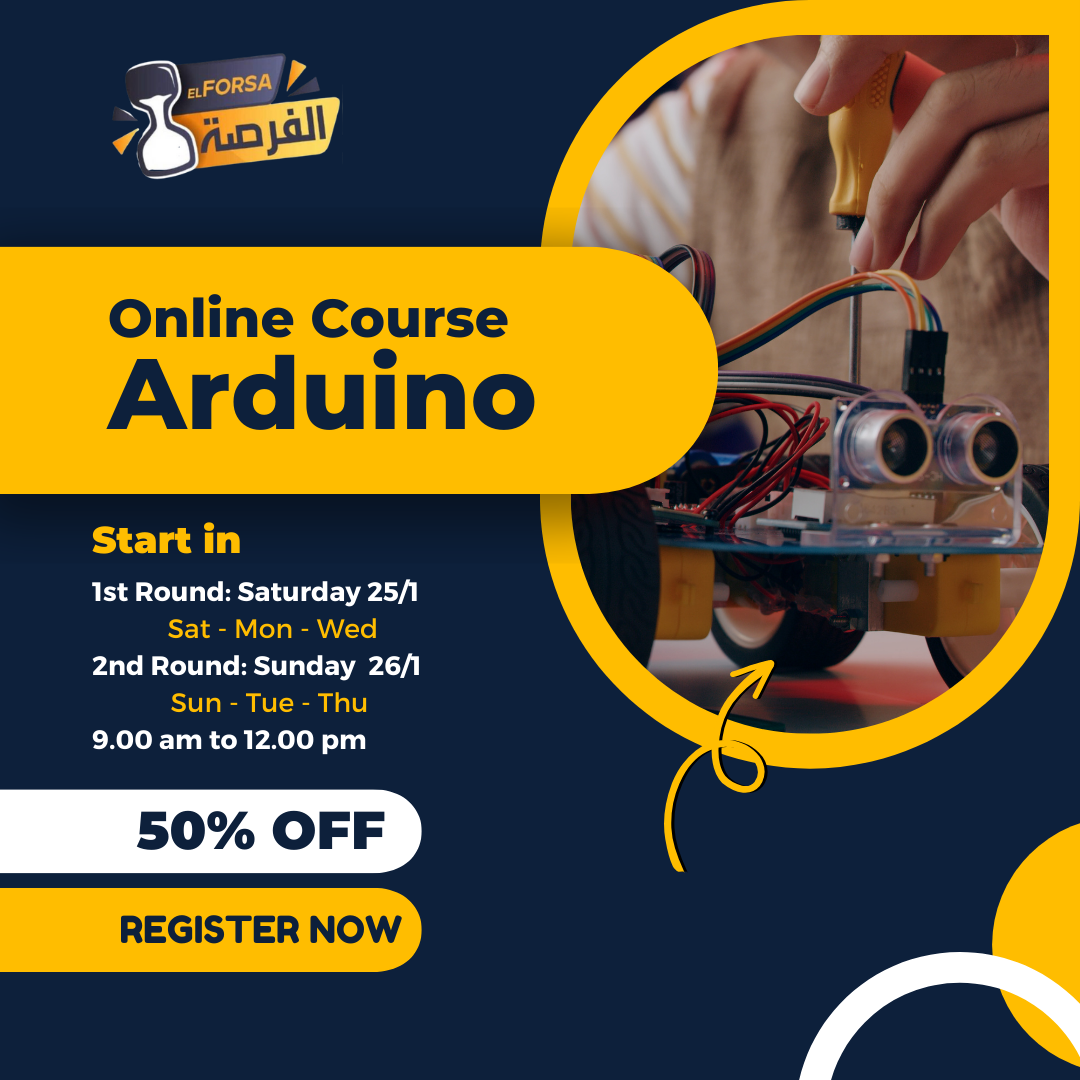 ELFORSA
الفرصة
Online Course
Arduino
Start in
1st Round: Saturday 25/1
Sat - Mon - Wed
2nd Round: Sunday  26/1
Sun - Tue - Thu
9.00 am to 12.00 pm
50% OFF
REGISTER NOW